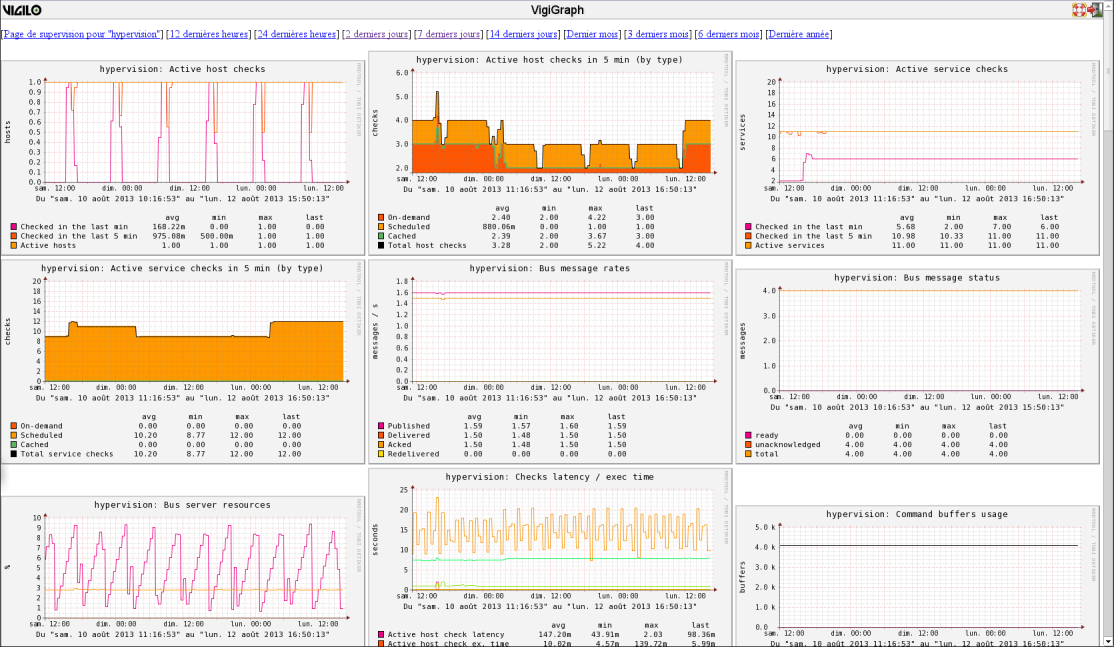 VIGILO
VigiGraph
[Page de supervision pour "hypervision"] [12 dernières heures] [24 dernières heures] [2 derniers jours] [7 derniers jours] [14 derniers jours] [Dernier mois] [3 derniers mois] [6 derniers mois] [Dernière année]
hypervision: Active host checks
RRDTOOL / TOBI OETIKER
hosts
1.0
0.9
0.8
0.7
0.6
0.5
0.4
0.3
0.2
0.1
0.0
sam. 12:00 dim. 00:00 dim. 12:00 lun. 00:00 lun. 12:00
Du "sam. 10 août 2013 11:16:53" au "lun. 12 août 2013 15:50:13"
avg min max last
Checked in the last min 168.22m 0.00 1.00 0.00
Checked in the last 5 min 975.08m 500.00m 1.00 1.00
Active hosts 1.00 1.00 1.00 1.00
hypervision: Active host checks in 5 min (by type)
RRDTOOL / TOBI OETIKER
checks
6.0
5.0
4.0
3.0
2.0
sam. 12:00 dim. 00:00 dim. 12:00 lun. 00:00 lun. 12:00
Du "sam. 10 août 2013 11:16:53" au "lun. 12 août 2013 16:50:13"
avg min max last
On-demand 2.40 2.00 4.22 3.00
Scheduled 880.06m 0.00 1.00 1.00
Cached 2.39 2.00 3.67 3.00
Total host checks 3.28 2.00 5.22 4.00
hypervision: Active service checks
RRDTOOL / TOBI OETIKER
services
20
18
16
14
12
10
8
6
4
2
sam. 12:00 dim. 00:00 dim. 12:00 lun. 00:00 lun. 12:00
Du "sam. 10 août 2013 10:16:53" au "lun. 12 août 2013 15:50:13"
avg min max last
Checked in the last min 5.68 2.00 7.00 6.00
Checked in the last 5 min 10.98 10.33 11.00 11.00
Active services 11.00 11.00 11.00 11.00
hypervision: Active service checks in 5 min (by type)
RRDTOOL / TOBI OETIKER
checks
20
18
16
14
12
10
8
6
4
2
0
sam. 12:00 dim. 00:00 dim. 12:00 lun. 00:00 lun. 12:00
Du "sam. 10 août 2013 10:16:53" au "lun. 12 août 2013 16:50:13"
avg min max last
On-demand 0.00 0.00 0.00 0.00
Scheduled 10.20 8.77 12.00 12.00
Cached 0.00 0.00 0.00 0.00
Total service checks 10.20 8.77 12.00 12.00
hypervision: Bus message rates
RRDTOOL / TOBI OETIKER
messages / s
1.8
1.6
1.4
1.2
1.0
0.8
0.6
0.4
0.2
0.0
sam. 12:00 dim. 00:00 dim. 12:00 lun. 00:00 lun. 12:00
Du "sam. 10 août 2013 10:16:53" au "lun. 12 août 2013 16:50:13"
avg min max last
Published 1.59 1.57 1.60 1.59
Delivered 1.50 1.48 1.50 1.50
Acked 1.50 1.48 1.50 1.50
Redelivered 0.00 0.00 0.00 0.00
hypervision: Bus message status
RRDTOOL / TOBI OETIKER
messages
4.0
3.0
2.0
1.0
0.0
sam. 12:00 dim. 00:00 dim. 12:00 lun. 00:00 lun. 12:00
Du "sam. 10 août 2013 10:16:53" au "lun. 12 août 2013 15:50:13"
avg min max last
ready 0.00 0.00 0.00 0.00
unacknowledged 4.00 4.00 4.00 4.00
total 4.00 4.00 4.00 4.00
hypervision: Bus server resources
RRDTOOL / TOBI OETIKER
%
10
9
8
7
6
5
4
3
2
1
0
sam. 12:00 dim. 00:00 dim. 12:00 lun. 00:00 lun. 12:00
Du "sam. 10 août 2013 11:16:53" au "lun. 12 août 2013 16:50:13"
hypervision: Checks latency / exec time
RRDTOOL / TOBI OETIKER
seconds
25
20
15
10
5
0
sam. 12:00 dim. 00:00 dim. 12:00 lun. 00:00 lun. 12:00
Du "sam. 10 août 2013 11:16:53" au "lun. 12 août 2013 16:50:13"
avg min max last
Active host check latency 147.20m 43.91m 2.03 98.36m
Active host check ex. time 10.02m 4.57m 139.72m 5.99m
hypervision: Command buffers usage
RRDTOOL / TOBI OETIKER
buffers
5.0 k
4.0 k
3.0 k
2.0 k
1.0 k
0.0
sam. 12:00 dim. 00:00 dim. 12:00 lun. 00:00 lun. 12:00
Du "sam. 10 août 2013 11:16:53" au "lun. 12 août 2013 16:50:13"